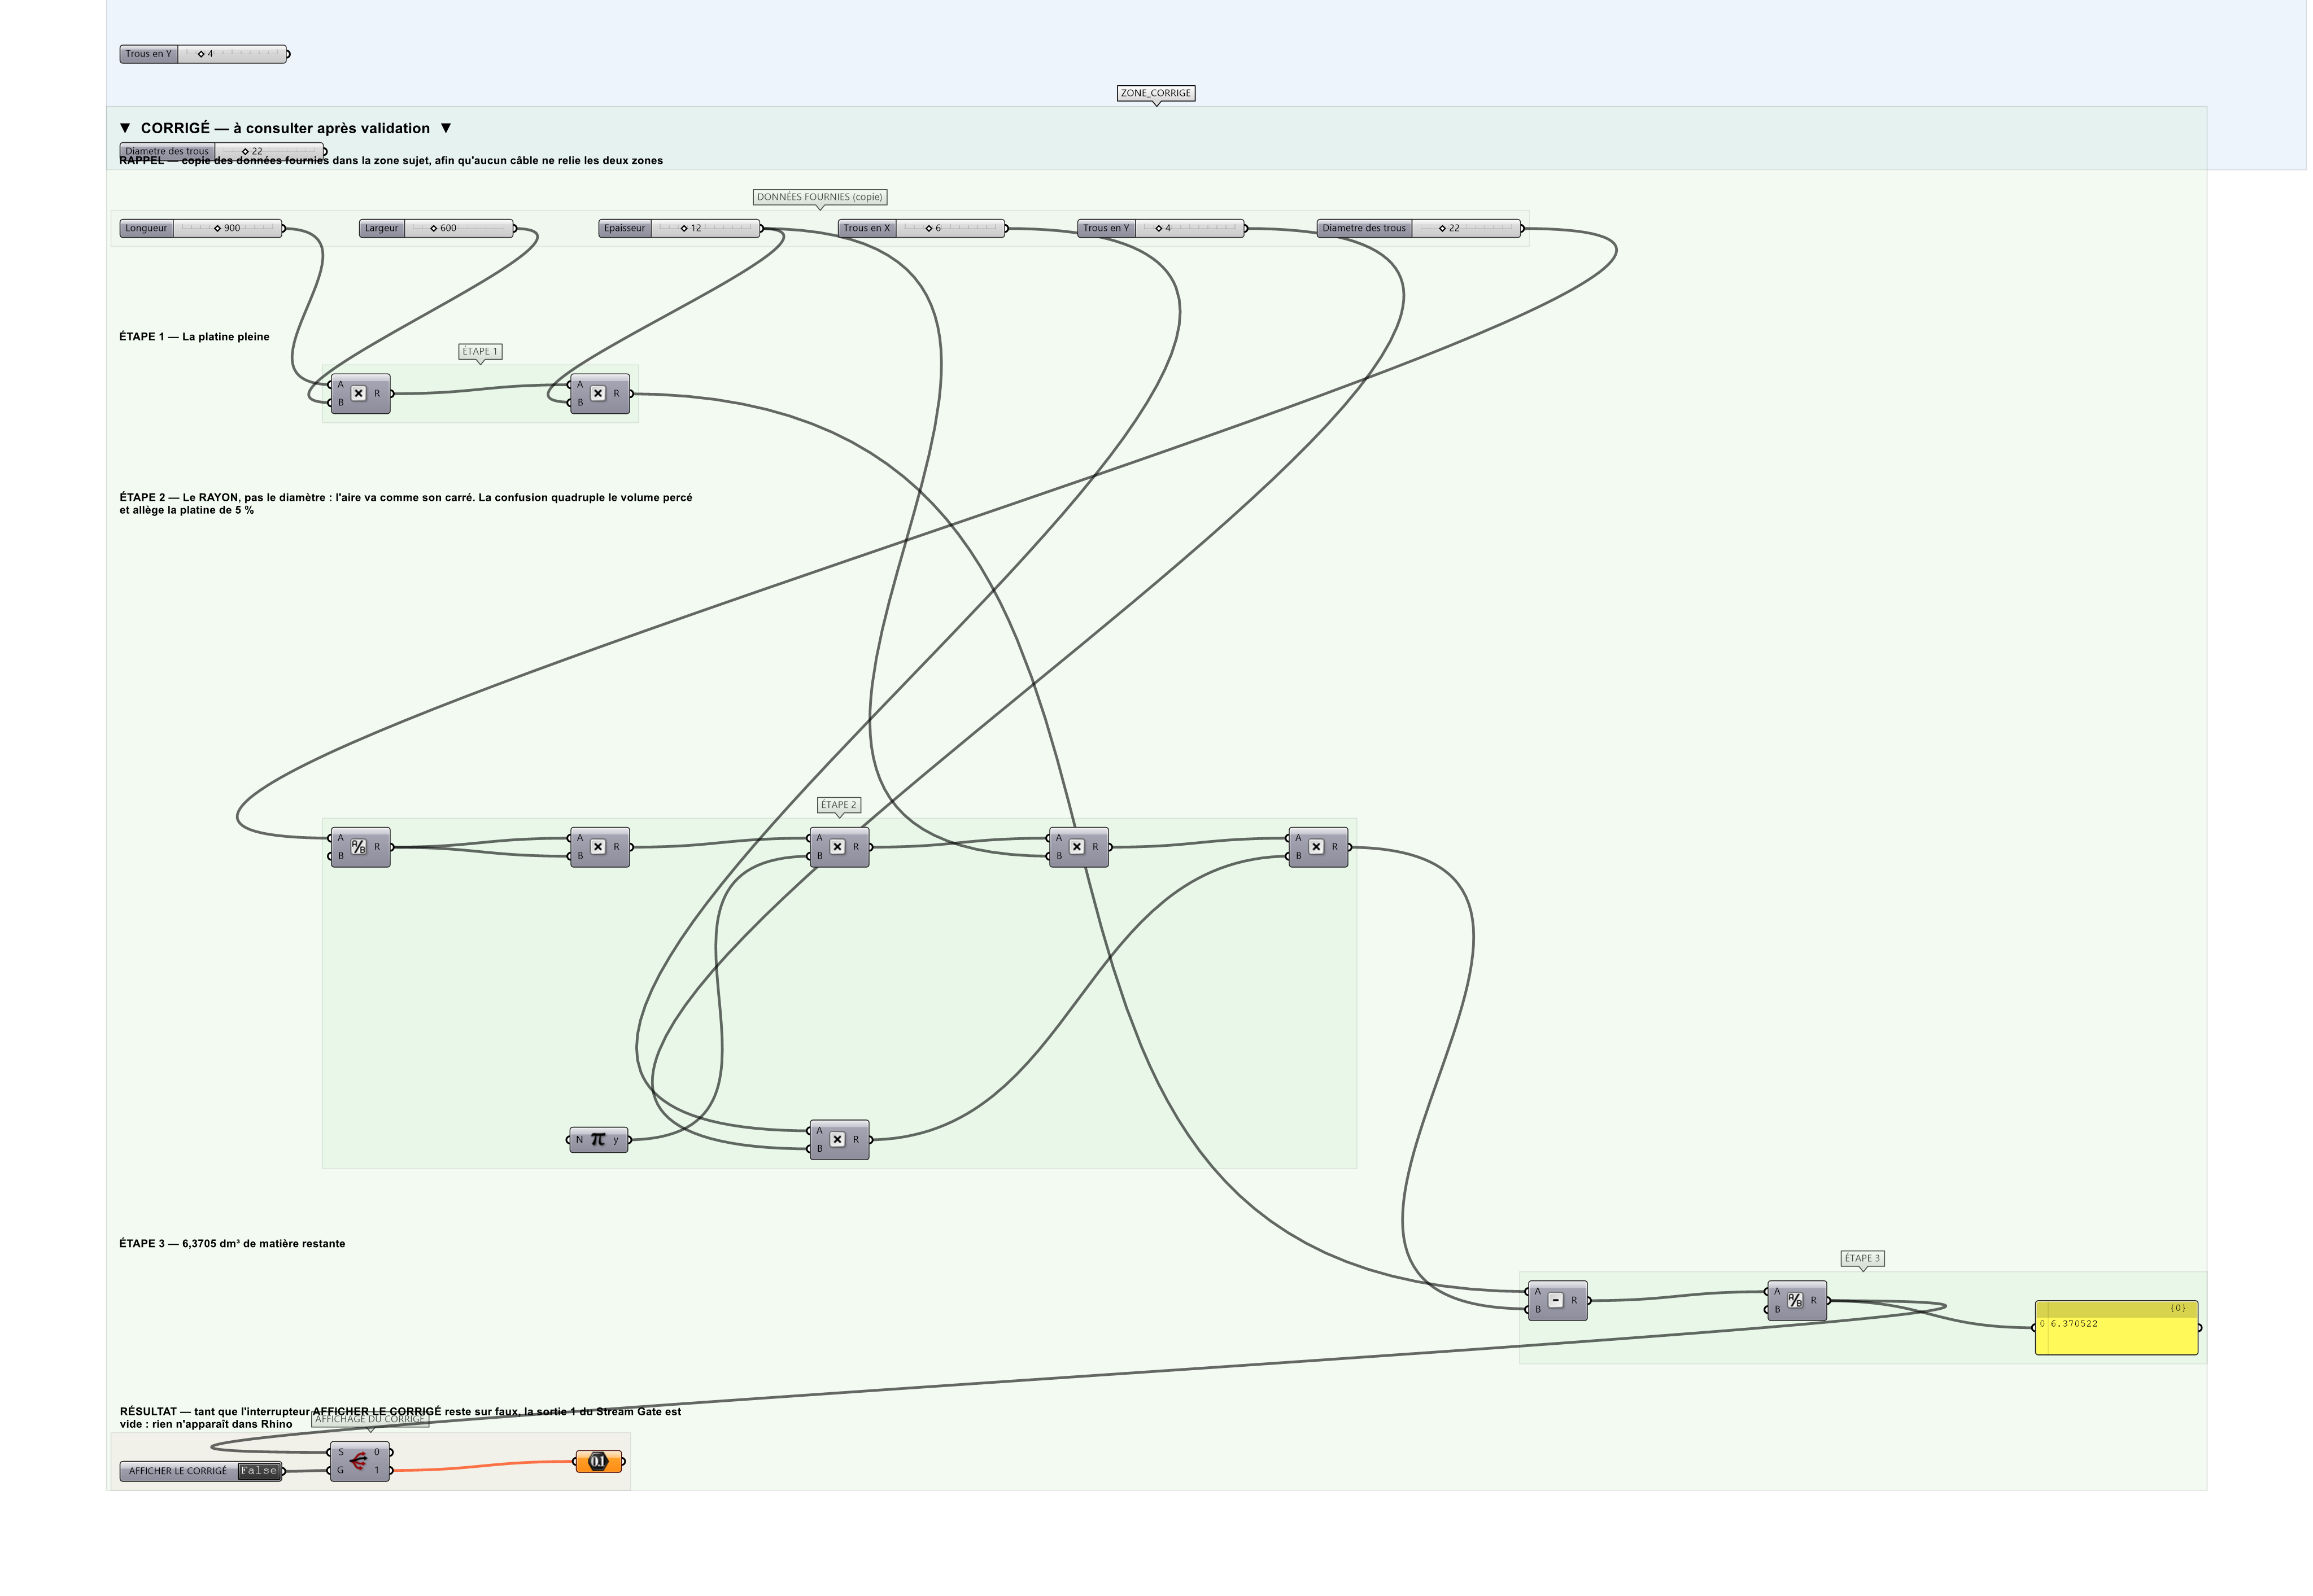 Trous en Y 4
ZONE_CORRIGE
▼ CORRIGÉ — à consulter après validation ▼
Diametre des trous 22
RAPPEL — copie des données fournies dans la zone sujet, afin qu'aucun câble ne relie les deux zones
DONNÉES FOURNIES (copie)
Longueur 900
Largeur 600
Epaisseur 12
Trous en X 6
Trous en Y 4
Diametre des trous 22
ÉTAPE 1 — La platine pleine
ÉTAPE 1
A B R
A B R
ÉTAPE 2 — Le RAYON, pas le diamètre : l'aire va comme son carré. La confusion quadruple le volume percé
et allège la platine de 5 %
ÉTAPE 2
A B A/B R
A B R
A B R
A B R
A B R
N π y
A B R
ÉTAPE 3 — 6,3705 dm³ de matière restante
ÉTAPE 3
A B R
A B A/B R
{0}
0 6.370522
RÉSULTAT — tant que l'interrupteur AFFICHER LE CORRIGÉ reste sur faux, la sortie 1 du Stream Gate est
vide : rien n'apparaît dans Rhino
AFFICHAGE DU CORRIGÉ
S 0
G 1
AFFICHER LE CORRIGÉ False
0.1